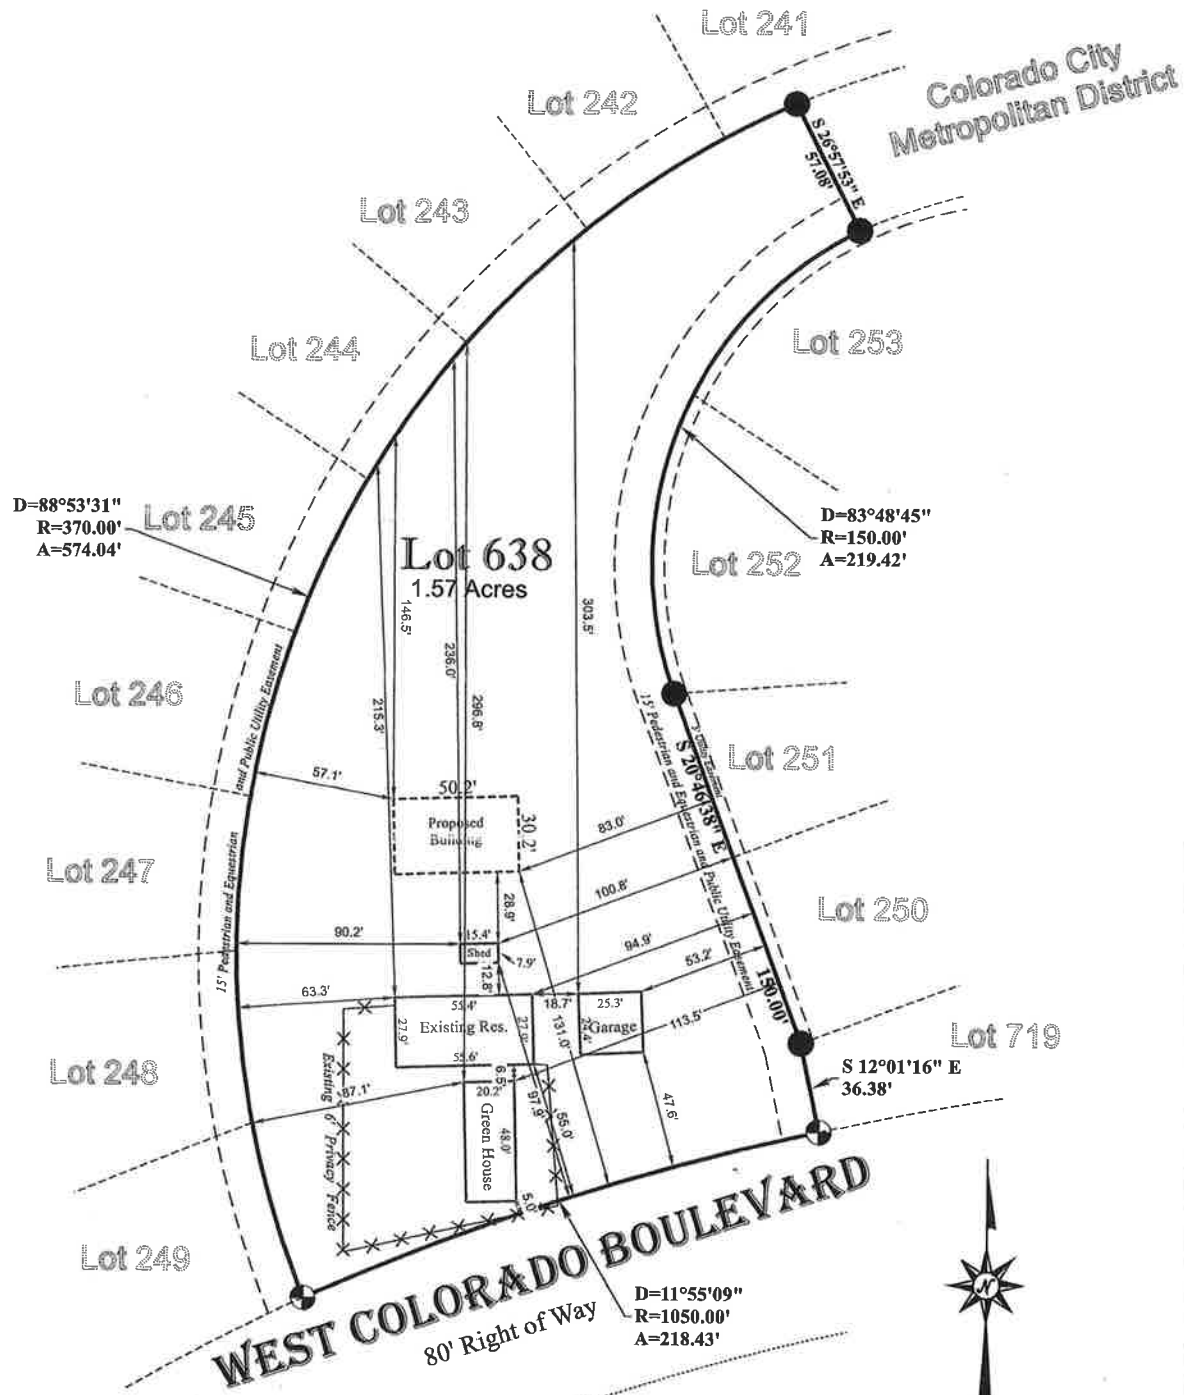 Lot 241
Colorado City
Metropolitan District
Lot 242
S 26°57'53" E
57.08'
Lot 243
Lot 244
Lot 253
D=88°53'31"
R=370.00'
A=574.04'
Lot 245
D=83°48'45"
R=150.00'
A=219.42'
Lot 638
1.57 Acres
Lot 252
146.5'
303.5'
236.0'
296.8'
215.3'
and Public Utility Easement
Lot 246
57.1'
50.2'
Proposed
Building
30.2'
15' Pedestrian and Equestrian and Public Utility Easement
5' Utility Easement
S 20°46'38" E
150.00'
Lot 251
83.0'
100.8'
Lot 247
15' Pedestrian and Equestrian
28.9'
Lot 250
90.2'
15.4'
Shed
7.9'
12.8'
94.9'
53.2'
63.3'
55.4'
18.7'
25.3'
27.9'
Existing Res.
27.9'
131.0'
24.4'
Garage
113.5'
Lot 719
55.6'
Lot 248
Existing 6' Privacy Fence
87.1'
6.5'
20.2'
Green House
48.0'
97.9'
55.0'
47.6'
S 12°01'16" E
36.38'
5.0'
Lot 249
WEST COLORADO BOULEVARD
80' Right of Way
D=11°55'09"
R=1050.00'
A=218.43'
N